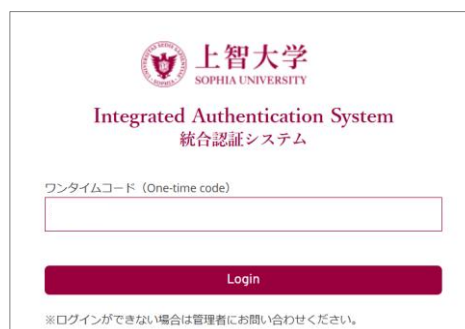 上智大学
SOPHIA UNIVERSITY
Integrated Authentication System
統合認証システム
ワンタイムコード（One-time code）
Login
※ログインができない場合は管理者にお問い合わせください。